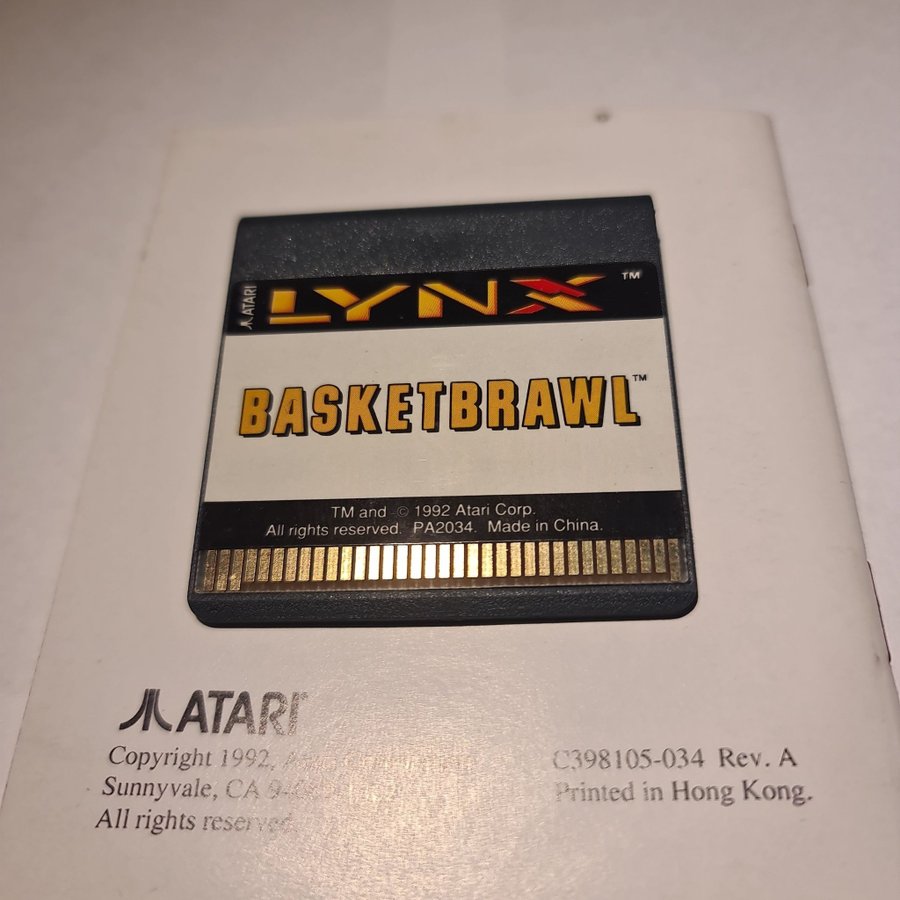 ATARI LYNX™
BASKETBRAWL™
TM and © 1992 Atari Corp.
All rights reserved. PA2034. Made in China.
ATARI
Copyright 1992,
Sunnyvale, CA
All rights reserved.
C398105-034 Rev. A
Printed in Hong Kong.